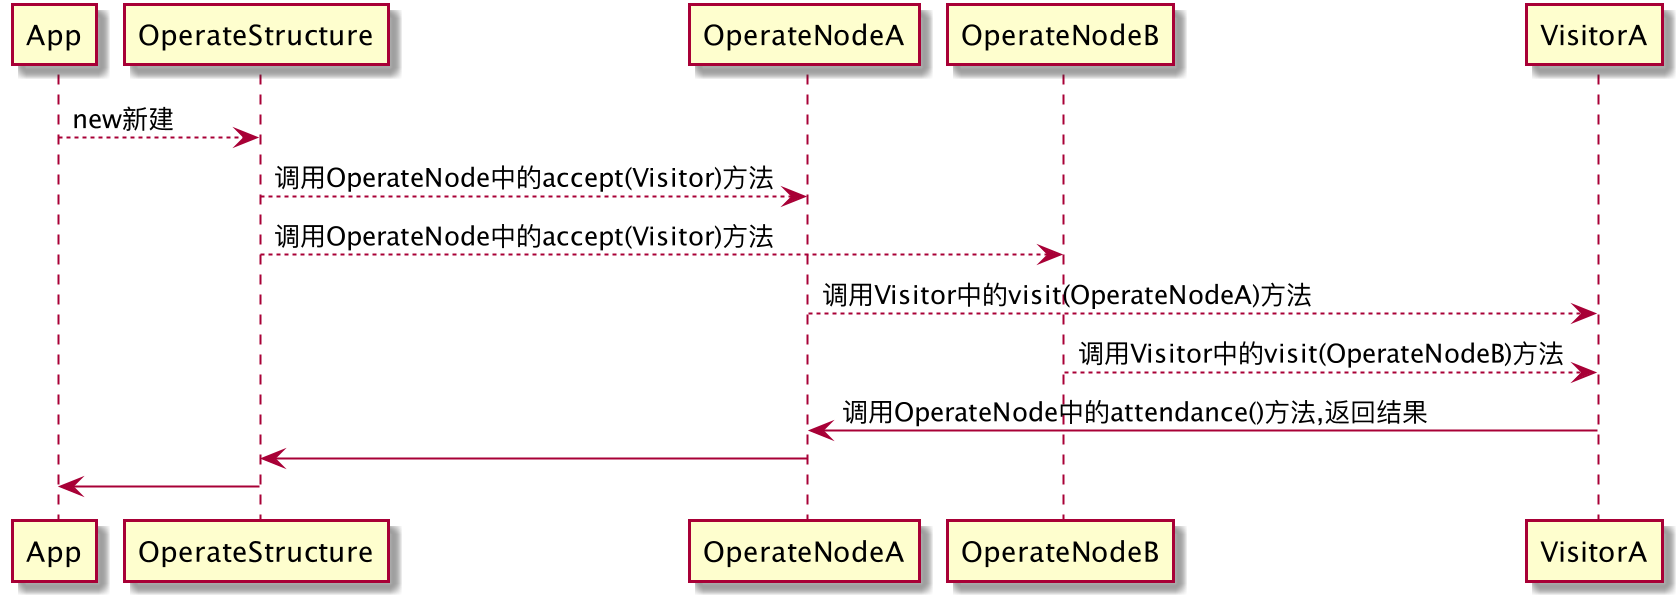 App
OperateStructure
OperateNodeA
OperateNodeB
VisitorA
new新建
调用OperateNode中的accept(Visitor)方法
调用OperateNode中的accept(Visitor)方法
调用Visitor中的visit(OperateNodeA)方法
调用Visitor中的visit(OperateNodeB)方法
调用OperateNode中的attendance()方法,返回结果
App
OperateStructure
OperateNodeA
OperateNodeB
VisitorA